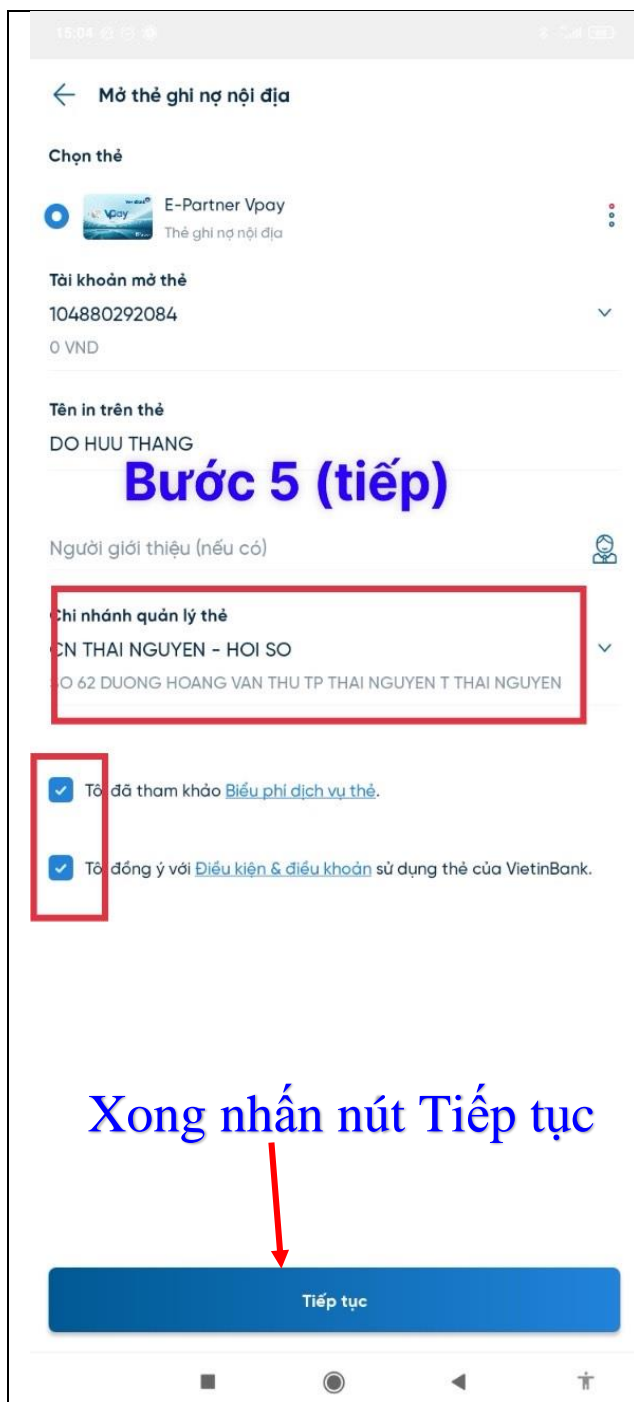 15:04
Mở thẻ ghi nợ nội địa
Chọn thẻ
Vpay
E-Partner Vpay
Thẻ ghi nợ nội địa
Tài khoản mở thẻ
104880292084
0 VND
Tên in trên thẻ
DO HUU THANG
Bước 5 (tiếp)
Người giới thiệu (nếu có)
Chi nhánh quản lý thẻ
CN THAI NGUYEN - HOI SO
SO 62 DUONG HOANG VAN THU TP THAI NGUYEN T THAI NGUYEN
Tôi đã tham khảo Biểu phí dịch vụ thẻ.
Tôi đồng ý với Điều kiện & điều khoản sử dụng thẻ của VietinBank.
Xong nhấn nút Tiếp tục
Tiếp tục